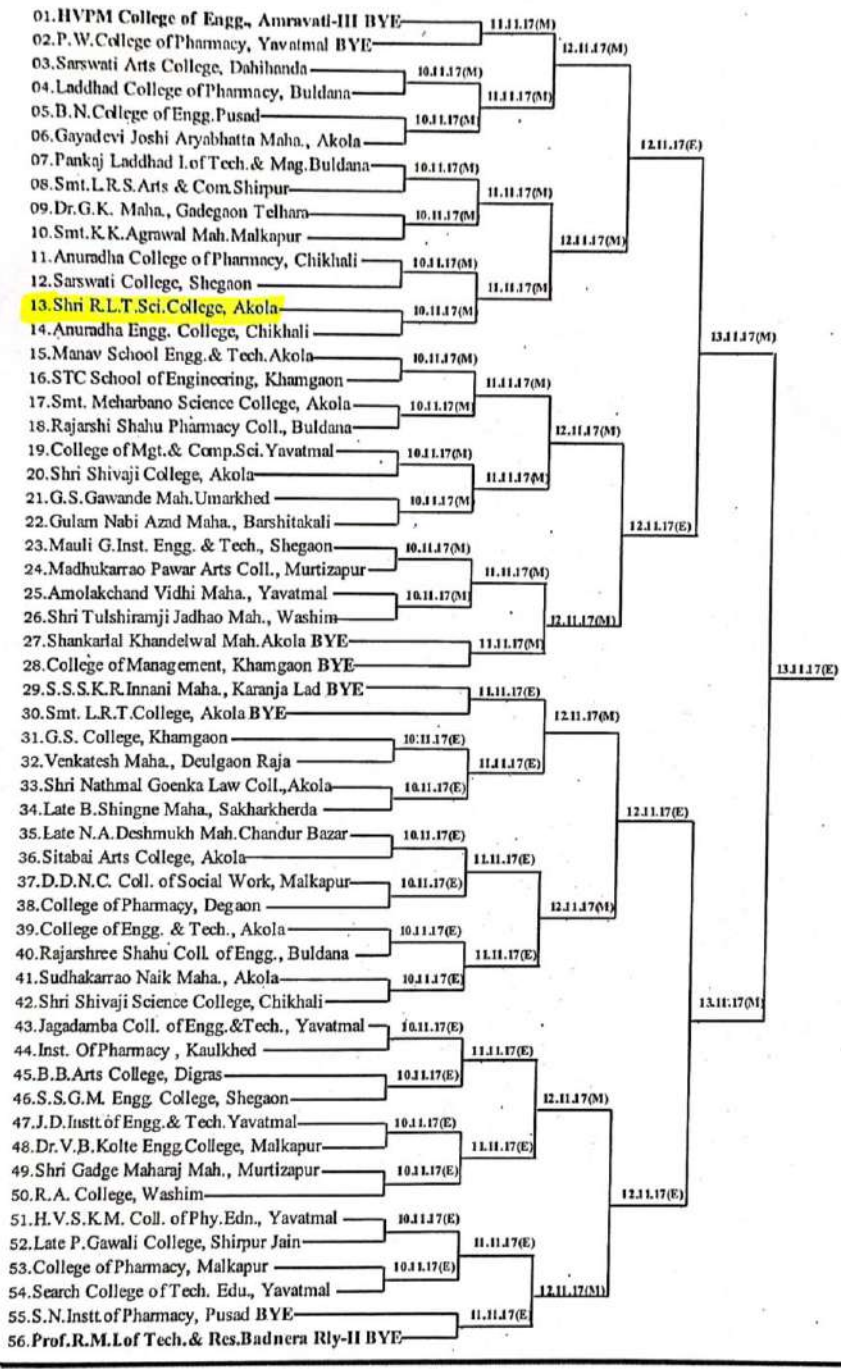 01.HVPM College of Engg., Amravati-III BYE
11.11.17(M)
02.P.W.College of Pharmacy, Yavatmal BYE
12.11.17(M)
03.Sarswati Arts College, Dahihanda
10.11.17(M)
04.Laddhad College of Pharmacy, Buldana
11.11.17(M)
05.B.N.College of Engg.Pusad
10.11.17(M)
06.Gayadevi Joshi Aryabhatta Maha., Akola
12.11.17(E)
07.Pankaj Laddhad I.of Tech.& Mag.Buldana
10.11.17(M)
08.Smt.L.R.S.Arts & Com.Shirpur
11.11.17(M)
09.Dr.G.K. Maha., Gadegaon Telhara
10.11.17(M)
10.Smt.K.K.Agrawal Mah.Malkapur
12.11.17(M)
11.Anuradha College of Pharmacy, Chikhali
10.11.17(M)
12.Sarswati College, Shegaon
11.11.17(M)
13.Shri R.L.T.Sci.College, Akola
10.11.17(M)
14.Anuradha Engg. College, Chikhali
13.11.17(M)
15.Manav School Engg.& Tech.Akola
10.11.17(M)
16.STC School of Engineering, Khamgaon
11.11.17(M)
17.Smt. Meharbano Science College, Akola
10.11.17(M)
18.Rajarshi Shahu Pharmacy Coll., Buldana
12.11.17(M)
19.College of Mgt.& Comp.Sci.Yavatmal
10.11.17(M)
20.Shri Shivaji College, Akola
11.11.17(M)
21.G.S.Gawande Mah.Umarkhed
10.11.17(M)
22.Gulam Nabi Azad Maha., Barshitakali
12.11.17(E)
23.Mauli G.Inst. Engg. & Tech., Shegaon
10.11.17(M)
24.Madhukarrao Pawar Arts Coll., Murtizapur
11.11.17(M)
25.Amolakchand Vidhi Maha., Yavatmal
10.11.17(M)
26.Shri Tulshiramji Jadhao Mah., Washim
12.11.17(M)
27.Shankarlal Khandelwal Mah.Akola BYE
11.11.17(M)
28.College of Management, Khamgaon BYE
13.11.17(E)
29.S.S.S.K.R.Innani Maha., Karanja Lad BYE
11.11.17(E)
30.Smt. L.R.T.College, Akola BYE
12.11.17(M)
31.G.S. College, Khamgaon
10.11.17(E)
32.Venkatesh Maha., Deulgaon Raja
11.11.17(E)
33.Shri Nathmal Goenka Law Coll.,Akola
10.11.17(E)
34.Late B.Shingne Maha., Sakharkherda
12.11.17(E)
35.Late N.A.Deshmukh Mah.Chandur Bazar
10.11.17(E)
36.Sitabai Arts College, Akola
11.11.17(E)
37.D.D.N.C. Coll. of Social Work, Malkapur
10.11.17(E)
38.College of Pharmacy, Degaon
12.11.17(M)
39.College of Engg. & Tech., Akola
10.11.17(E)
40.Rajarshree Shahu Coll. of Engg., Buldana
11.11.17(E)
41.Sudhakarrao Naik Maha., Akola
10.11.17(E)
42.Shri Shivaji Science College, Chikhali
13.11.17(M)
43.Jagadamba Coll. of Engg.&Tech., Yavatmal
10.11.17(E)
44.Inst. Of Pharmacy , Kaulkhed
11.11.17(E)
45.B.B.Arts College, Digras
10.11.17(E)
46.S.S.G.M. Engg. College, Shegaon
12.11.17(M)
47.J.D.Instt.of Engg.& Tech.Yavatmal
10.11.17(E)
48.Dr.V.B.Kolte Engg.College, Malkapur
11.11.17(E)
49.Shri Gadge Maharaj Mah., Murtizapur
10.11.17(E)
50.R.A. College, Washim
12.11.17(E)
51.H.V.S.K.M. Coll. of Phy.Edn., Yavatmal
10.11.17(E)
52.Late P.Gawali College, Shirpur Jain
11.11.17(E)
53.College of Pharmacy, Malkapur
10.11.17(E)
54.Search College of Tech. Edu., Yavatmal
12.11.17(M)
55.S.N.Instt.of Pharmacy, Pusad BYE
11.11.17(E)
56.Prof.R.M.I.of Tech.& Res.Badnera Rly-II BYE